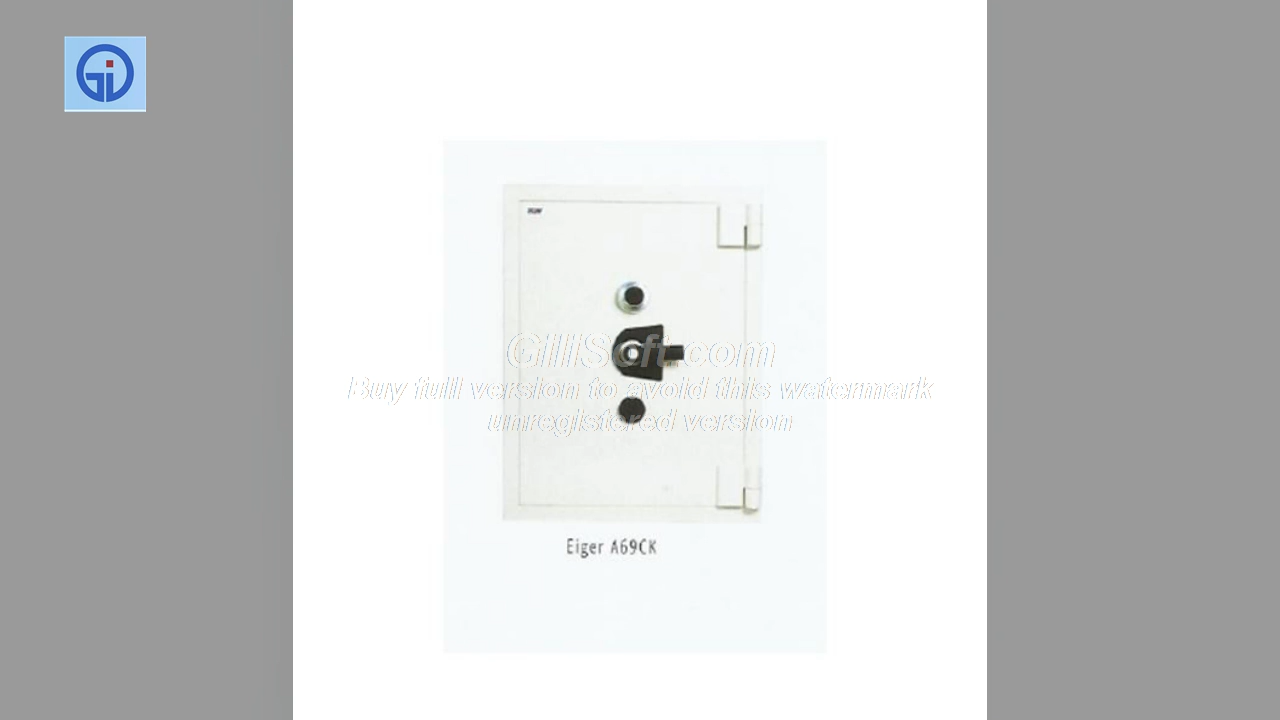 GiliSoft.com
Buy full version to avoid this watermark
unregistered version
Eiger A69CK